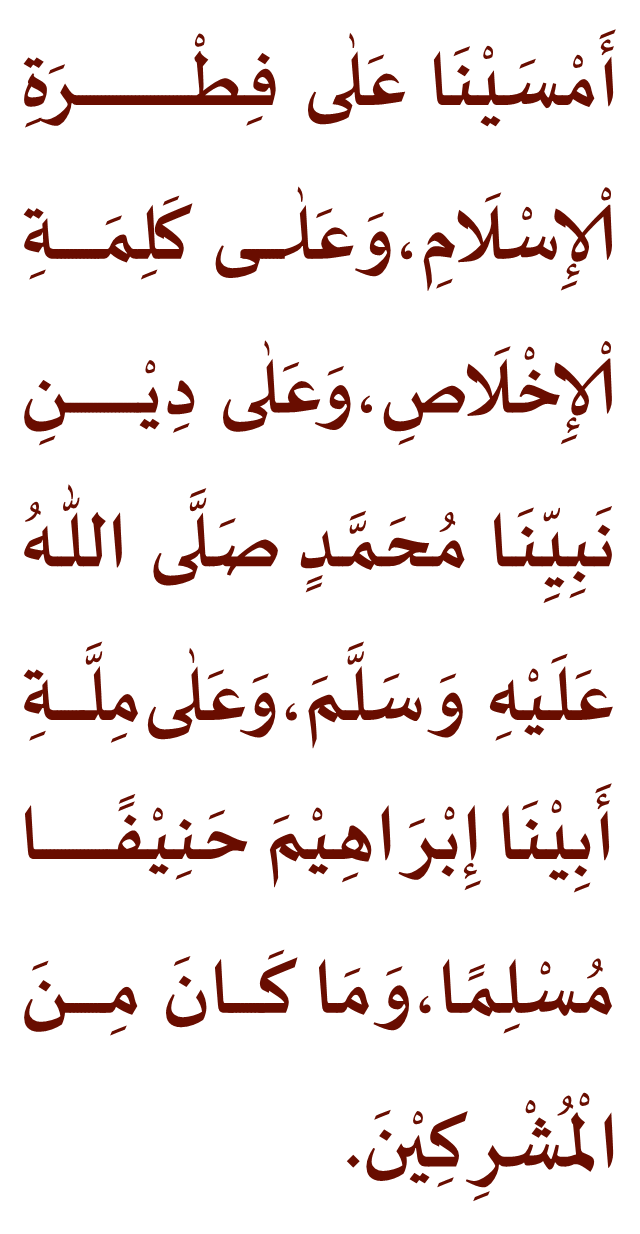 أَمْسَيْنَا عَلٰى فِطْرَةِ
الْإِسْلَامِ، وَعَلٰى كَلِمَةِ
الْإِخْلَاصِ، وَعَلٰى دِيْنِ
نَبِيِّنَا مُحَمَّدٍ صَلَّى اللّٰهُ
عَلَيْهِ وَسَلَّمَ، وَعَلٰى مِلَّةِ
أَبِيْنَا إِبْرَاهِيْمَ حَنِيْفًا
مُسْلِمًا، وَمَا كَانَ مِنَ
الْمُشْرِكِيْنَ.